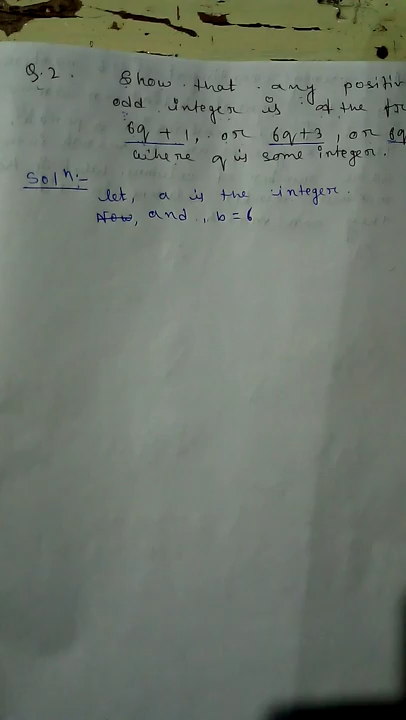 Q.2. Show that any positiv
odd integer is of the for
6q + 1, or 6q+3, or 6q
where q is some integer.
Solⁿ:- let, a is the integer.
Now, and, b = 6